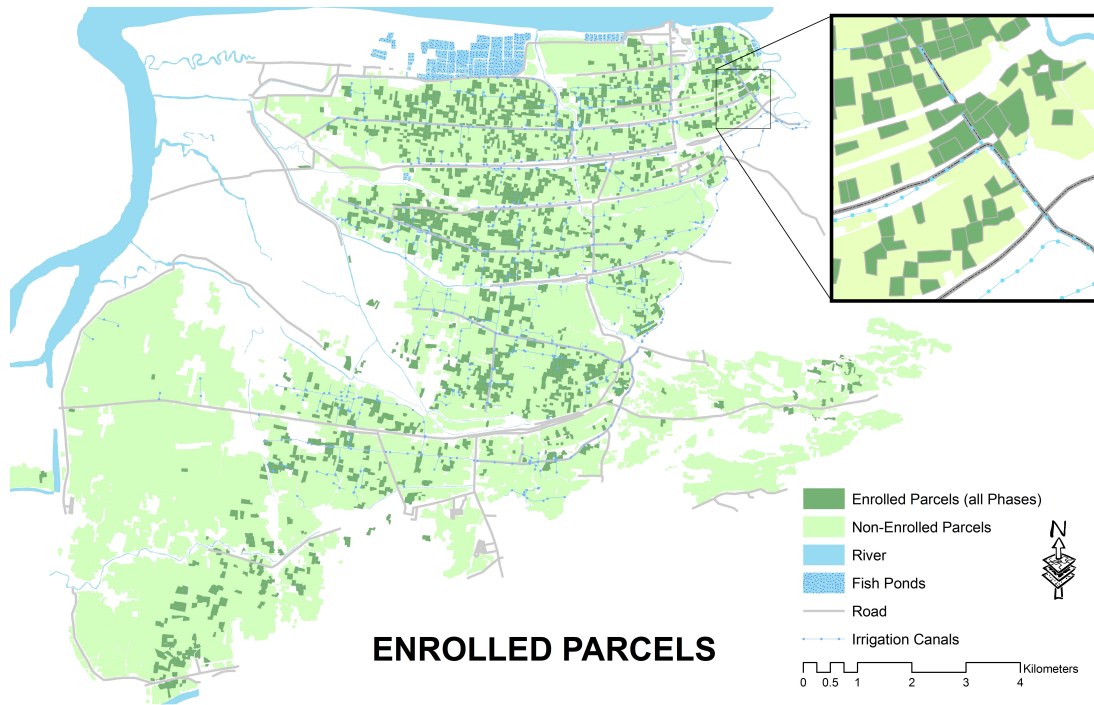 Enrolled Parcels (all Phases)
Non-Enrolled Parcels
River
Fish Ponds
Road
Irrigation Canals
N
ENROLLED PARCELS
Kilometers
0 0.5 1 2 3 4